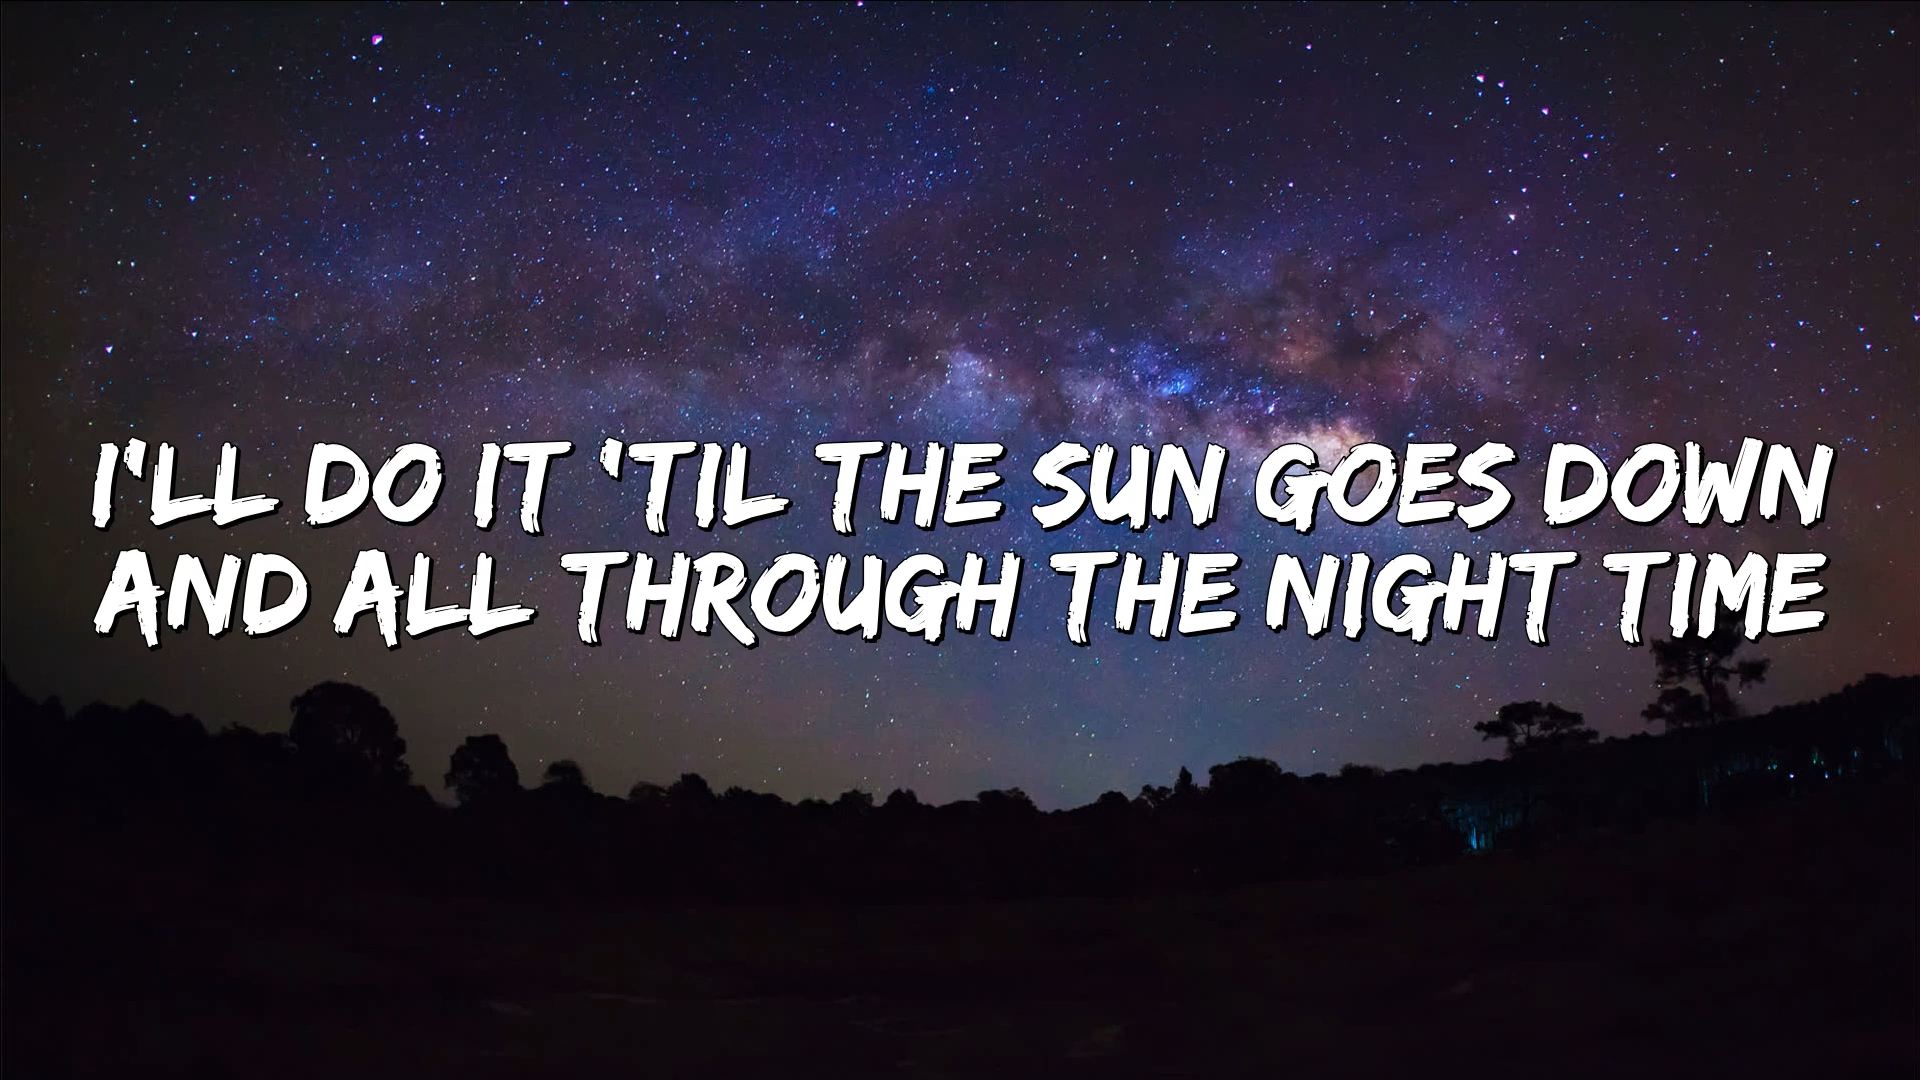 I'LL DO IT 'TIL THE SUN GOES DOWN
AND ALL THROUGH THE NIGHT TIME